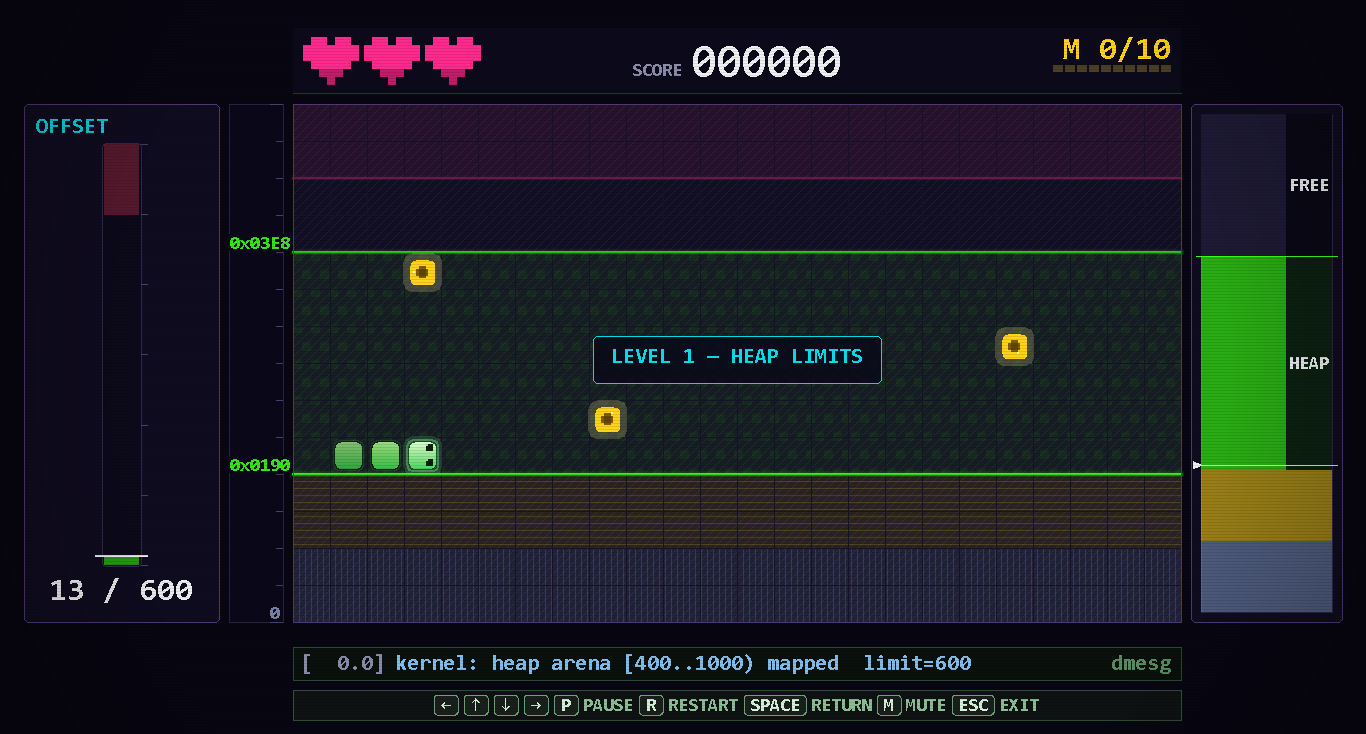 SCORE 000000
M 0/10
OFFSET
FREE
0x03E8
LEVEL 1 — HEAP LIMITS
HEAP
0x0190
13 / 600
0
[  0.0] kernel: heap arena [400..1000) mapped  limit=600
dmesg
← ↑ ↓ → P PAUSE R RESTART SPACE RETURN M MUTE ESC EXIT